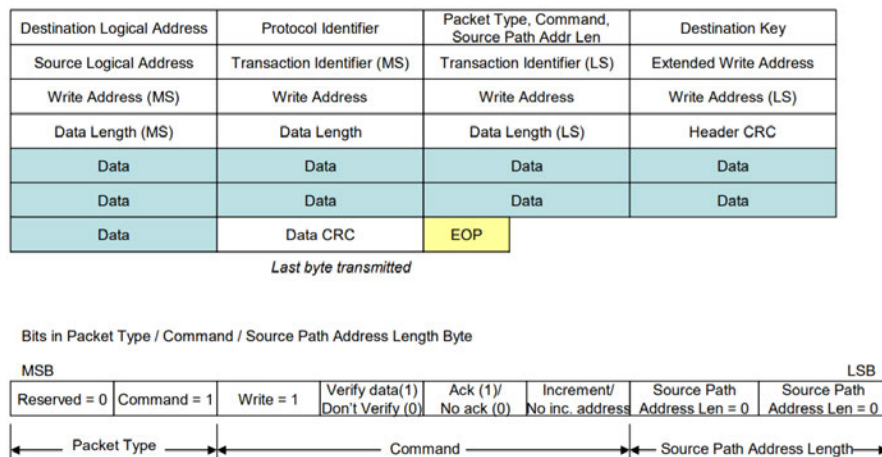 Destination Logical Address Protocol Identifier Packet Type, Command, Source Path Addr Len Destination Key
Source Logical Address Transaction Identifier (MS) Transaction Identifier (LS) Extended Write Address
Write Address (MS) Write Address Write Address Write Address (LS)
Data Length (MS) Data Length Data Length (LS) Header CRC
Data Data Data Data
Data Data Data Data
Data Data CRC EOP
Last byte transmitted
Bits in Packet Type / Command / Source Path Address Length Byte
MSB LSB
Reserved = 0 Command = 1 Write = 1 Verify data(1) Don't Verify (0) Ack (1)/ No ack (0) Increment/ No inc. address Source Path Address Len = 0 Source Path Address Len = 0
Packet Type Command Source Path Address Length